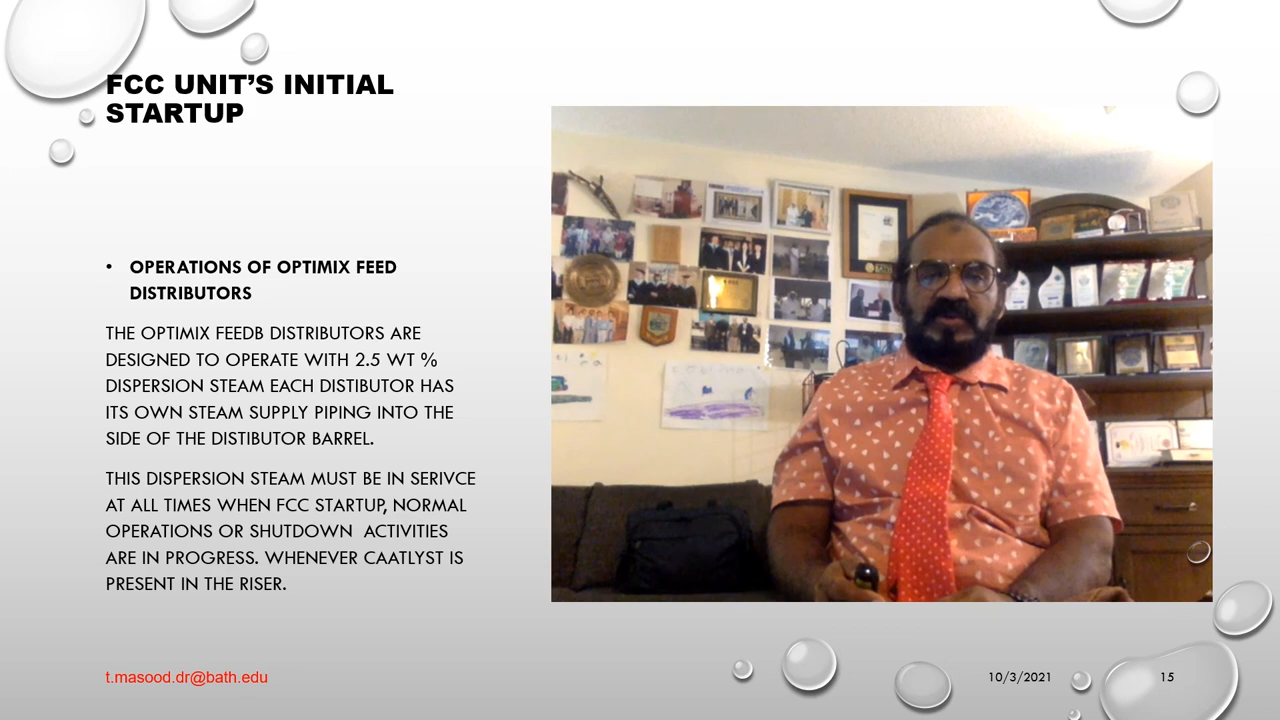 FCC UNIT’S INITIAL
STARTUP
• OPERATIONS OF OPTIMIX FEED
DISTRIBUTORS
THE OPTIMIX FEEDB DISTRIBUTORS ARE
DESIGNED TO OPERATE WITH 2.5 WT %
DISPERSION STEAM EACH DISTIBUTOR HAS
ITS OWN STEAM SUPPLY PIPING INTO THE
SIDE OF THE DISTIBUTOR BARREL.
THIS DISPERSION STEAM MUST BE IN SERIVCE
AT ALL TIMES WHEN FCC STARTUP, NORMAL
OPERATIONS OR SHUTDOWN  ACTIVITIES
ARE IN PROGRESS. WHENEVER CAATLYST IS
PRESENT IN THE RISER.
t.masood.dr@bath.edu
10/3/2021
15